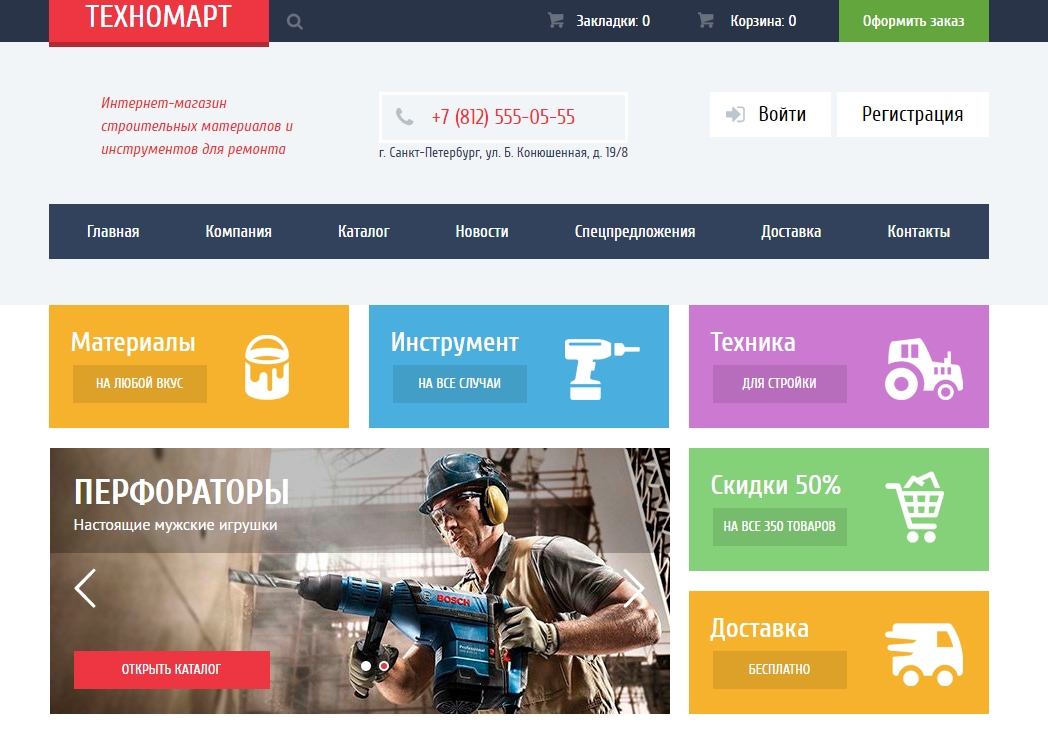 ТЕХНОМАРТ
Закладки: 0
Корзина: 0
Оформить заказ
Интернет-магазин
строительных материалов и
инструментов для ремонта
+7 (812) 555-05-55
г. Санкт-Петербург, ул. Б. Конюшенная, д. 19/8
Войти
Регистрация
Главная
Компания
Каталог
Новости
Спецпредложения
Доставка
Контакты
Материалы
НА ЛЮБОЙ ВКУС
Инструмент
НА ВСЕ СЛУЧАИ
Техника
ДЛЯ СТРОЙКИ
ПЕРФОРАТОРЫ
Настоящие мужские игрушки
BOSCH
Professional
ОТКРЫТЬ КАТАЛОГ
Скидки 50%
НА ВСЕ 350 ТОВАРОВ
Доставка
БЕСПЛАТНО